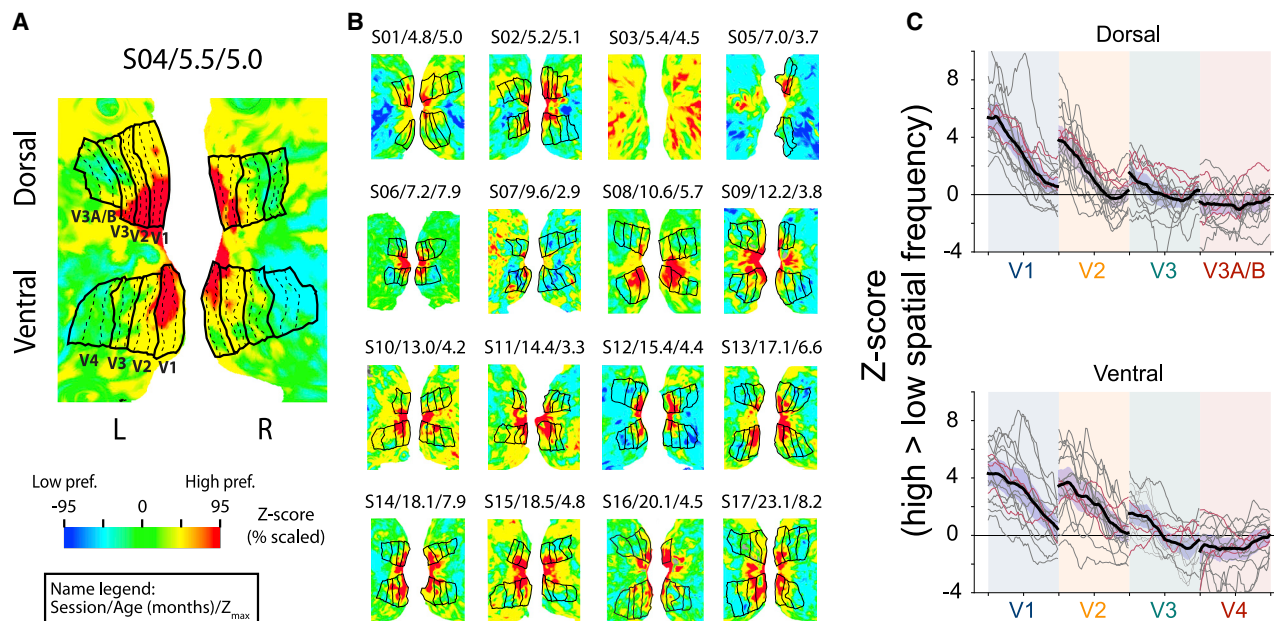 A
S04/5.5/5.0
Dorsal
V3A/B
V3
V2
V1
Ventral
V4
V3
V2
V1
L
R
Low pref.
High pref.
-95
0
95
Z-score
(% scaled)
Name legend:
Session/Age (months)/Zmax
B
S01/4.8/5.0
S02/5.2/5.1
S03/5.4/4.5
S05/7.0/3.7
S06/7.2/7.9
S07/9.6/2.9
S08/10.6/5.7
S09/12.2/3.8
S10/13.0/4.2
S11/14.4/3.3
S12/15.4/4.4
S13/17.1/6.6
S14/18.1/7.9
S15/18.5/4.8
S16/20.1/4.5
S17/23.1/8.2
C
Z-score
(high > low spatial frequency)
Dorsal
8
4
0
-4
V1
V2
V3
V3A/B
Ventral
8
4
0
-4
V1
V2
V3
V4